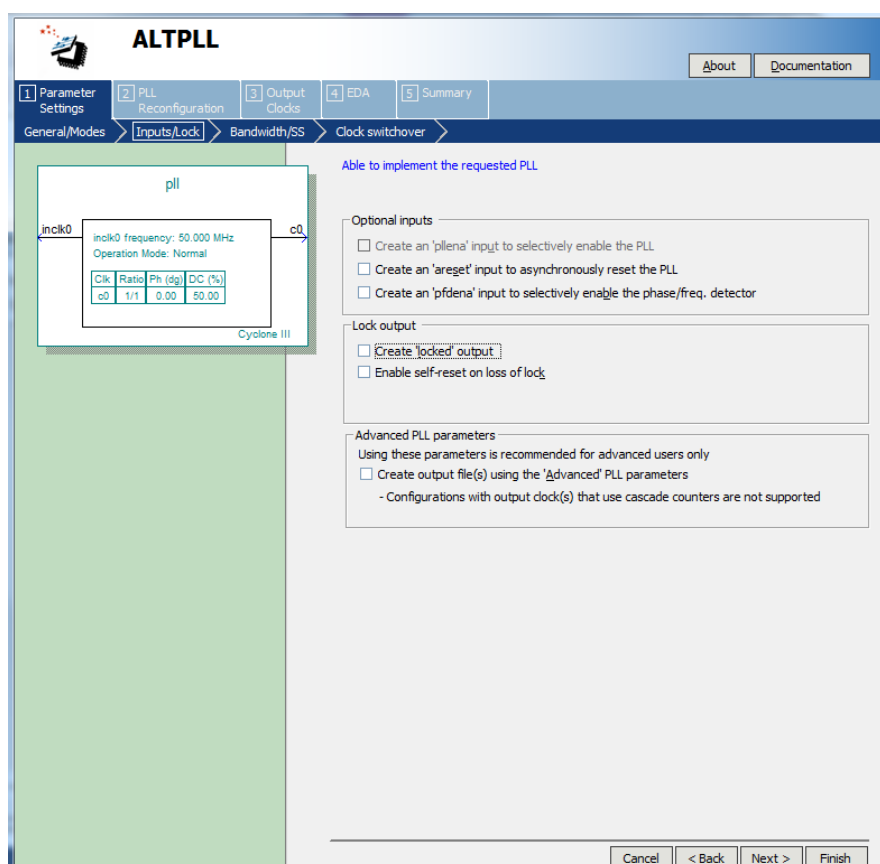 ALTPLL
About
Documentation
1 Parameter Settings
2 PLL Reconfiguration
3 Output Clocks
4 EDA
5 Summary
General/Modes
Inputs/Lock
Bandwidth/SS
Clock switchover
pll
inclk0
c0
inclk0 frequency: 50.000 MHz
Operation Mode: Normal
Clk Ratio Ph (dg) DC (%)
c0 1/1 0.00 50.00
Cyclone III
Able to implement the requested PLL
Optional inputs
Create an 'pllena' input to selectively enable the PLL
Create an 'areset' input to asynchronously reset the PLL
Create an 'pfdena' input to selectively enable the phase/freq. detector
Lock output
Create 'locked' output
Enable self-reset on loss of lock
Advanced PLL parameters
Using these parameters is recommended for advanced users only
Create output file(s) using the 'Advanced' PLL parameters
- Configurations with output clock(s) that use cascade counters are not supported
Cancel
< Back
Next >
Finish